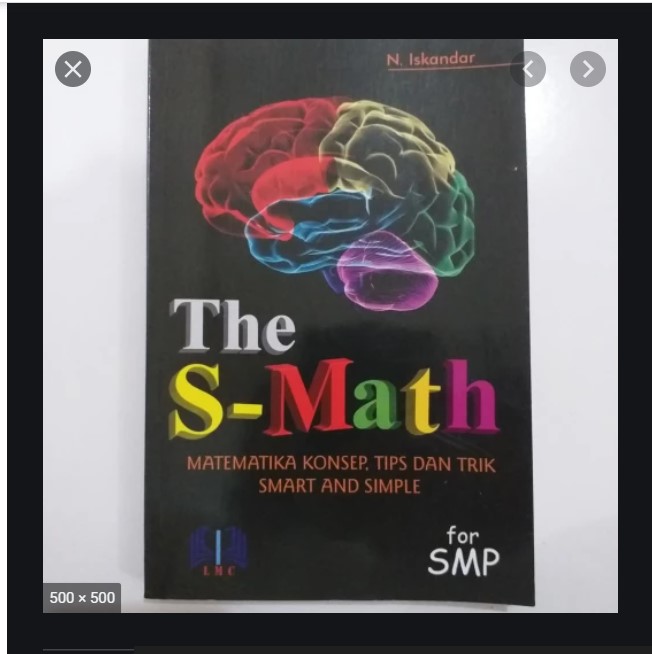 N. Iskandar
The
S-Math
MATEMATIKA KONSEP, TIPS DAN TRIK
SMART AND SIMPLE
LMC
for
SMP
500 × 500